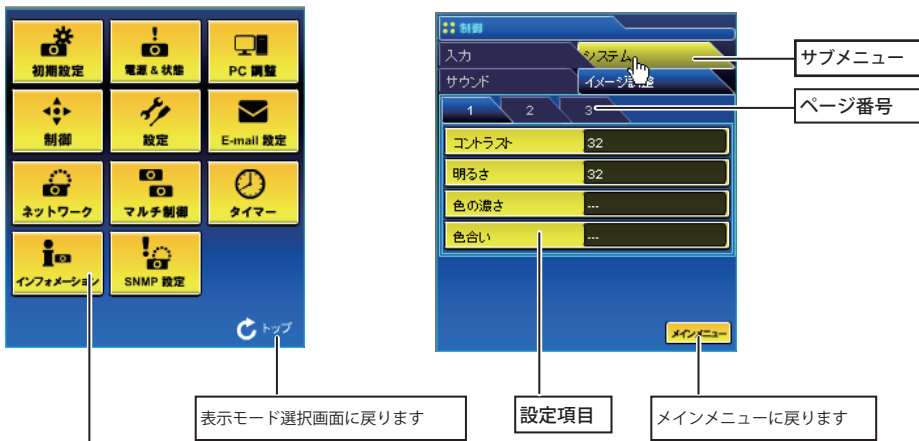 初期設定
電源 & 状態
PC 調整
制御
設定
E-mail 設定
ネットワーク
マルチ制御
タイマー
インフォメーション
SNMP 設定
トップ
表示モード選択画面に戻ります
制御
入力
システム
サウンド
イメージ調整
1
2
3
コントラスト
32
明るさ
32
色の濃さ
---
色合い
---
メインメニュー
サブメニュー
ページ番号
設定項目
メインメニューに戻ります